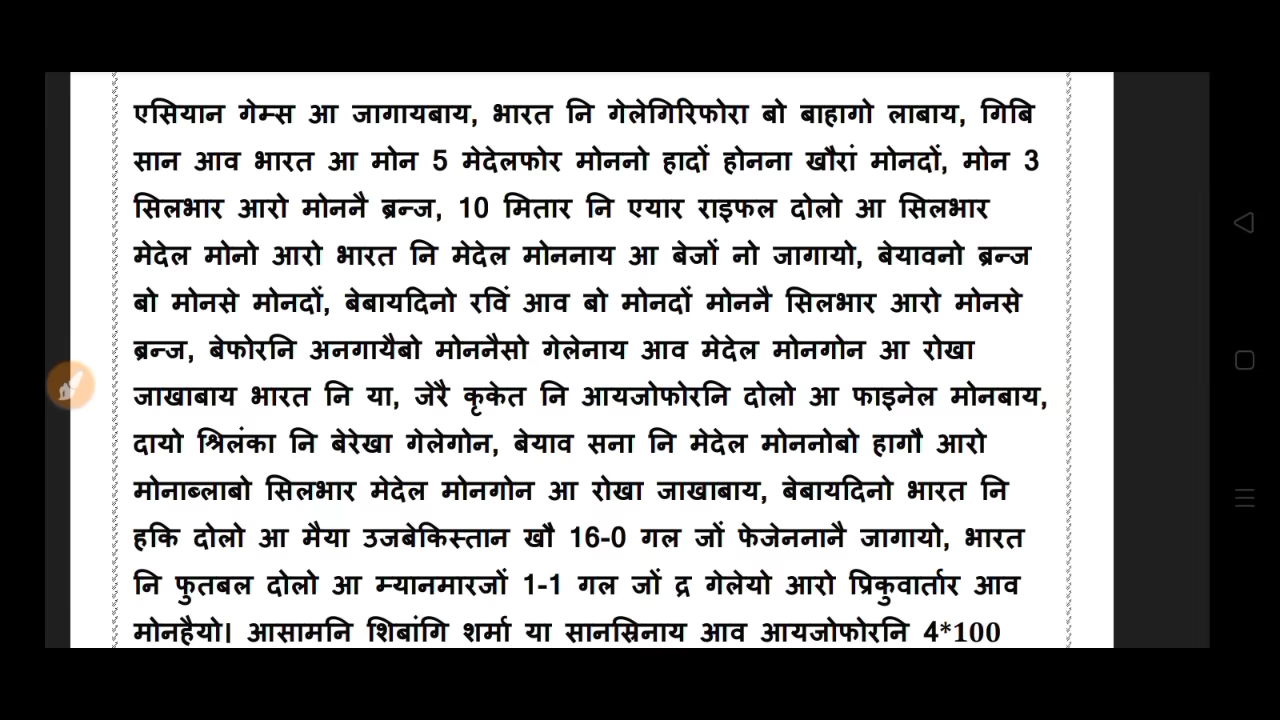 एसियान गेम्स आ जागायबाय, भारत नि गेलेगिरिफोरा बो बाहागो लाबाय, गिबि
सान आव भारत आ मोन 5 मेदेलफोर मोननो हादों होनना खौरां मोनदों, मोन 3
सिलभार आरो मोननै ब्रन्ज, 10 मितार नि एयार राइफल दोलो आ सिलभार
मेदेल मोनो आरो भारत नि मेदेल मोननाय आ बेजों नो जागायो, बेयावनो ब्रन्ज
बो मोनसे मोनदों, बेबायदिनो रविं आव बो मोनदों मोननै सिलभार आरो मोनसे
ब्रन्ज, बेफोरनि अनगायैबो मोननैसो गेलेनाय आव मेदेल मोनगोन आ रोखा
जाखाबाय भारत नि या, जेरै कृकेत नि आयजोफोरनि दोलो आ फाइनेल मोनबाय,
दायो श्रिलंका नि बेरेखा गेलेगोन, बेयाव सना नि मेदेल मोननोबो हागौ आरो
मोनाब्लाबो सिलभार मेदेल मोनगोन आ रोखा जाखाबाय, बेबायदिनो भारत नि
हकि दोलो आ मैया उजबेकिस्तान खौ 16-0 गल जों फेजेननानै जागायो, भारत
नि फुतबल दोलो आ म्यानमारजों 1-1 गल जों द्र गेलेयो आरो प्रिकुवार्तार आव
मोनहैयो। आसामनि शिबांगि शर्मा या सानस्रिनाय आव आयजोफोरनि 4*100